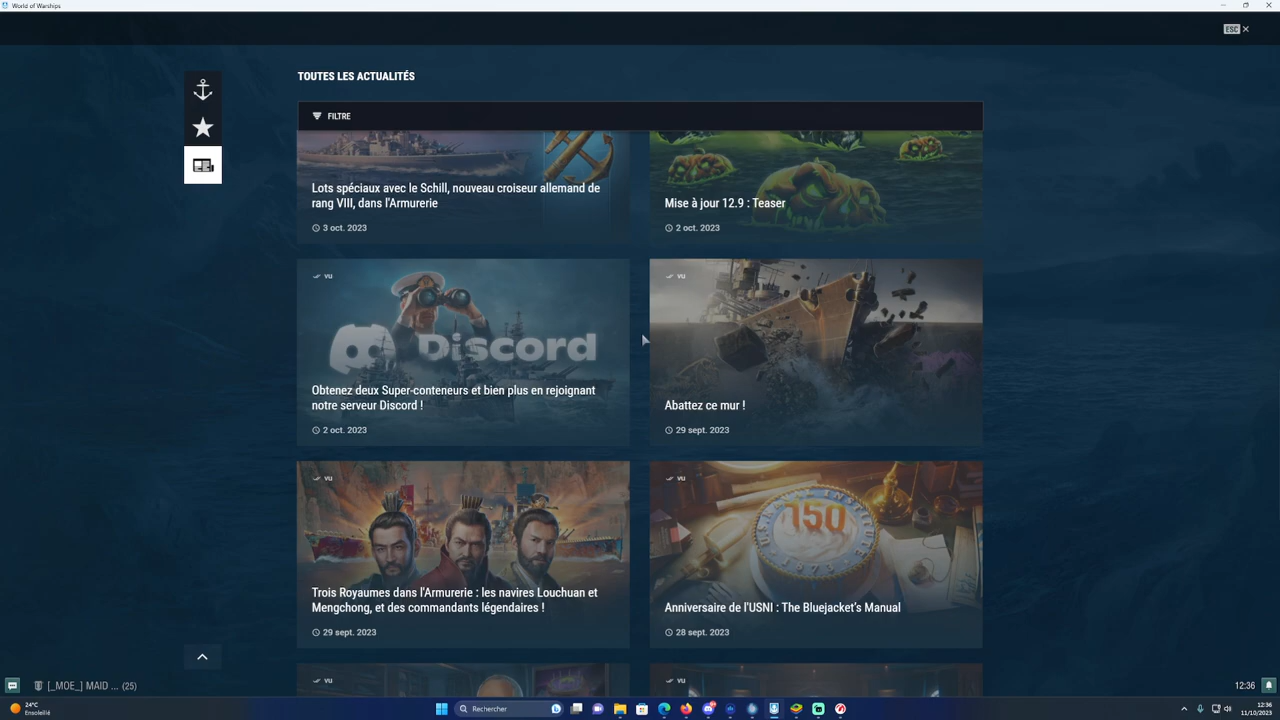 World of Warships
ESC
TOUTES LES ACTUALITÉS
FILTRE
Lots spéciaux avec le Schill, nouveau croiseur allemand de
rang VIII, dans l'Armurerie
3 oct. 2023
Mise à jour 12.9 : Teaser
2 oct. 2023
vu
Discord
Obtenez deux Super-conteneurs et bien plus en rejoignant
notre serveur Discord !
2 oct. 2023
vu
Abattez ce mur !
29 sept. 2023
vu
Trois Royaumes dans l'Armurerie : les navires Louchuan et
Mengchong, et des commandants légendaires !
29 sept. 2023
vu
150
1873
Anniversaire de l'USNI : The Bluejacket's Manual
28 sept. 2023
vu
vu
[_MOE_] MAID ... (25)
12:36
24°C
Ensoleillé
Rechercher
12:36
11/10/2023